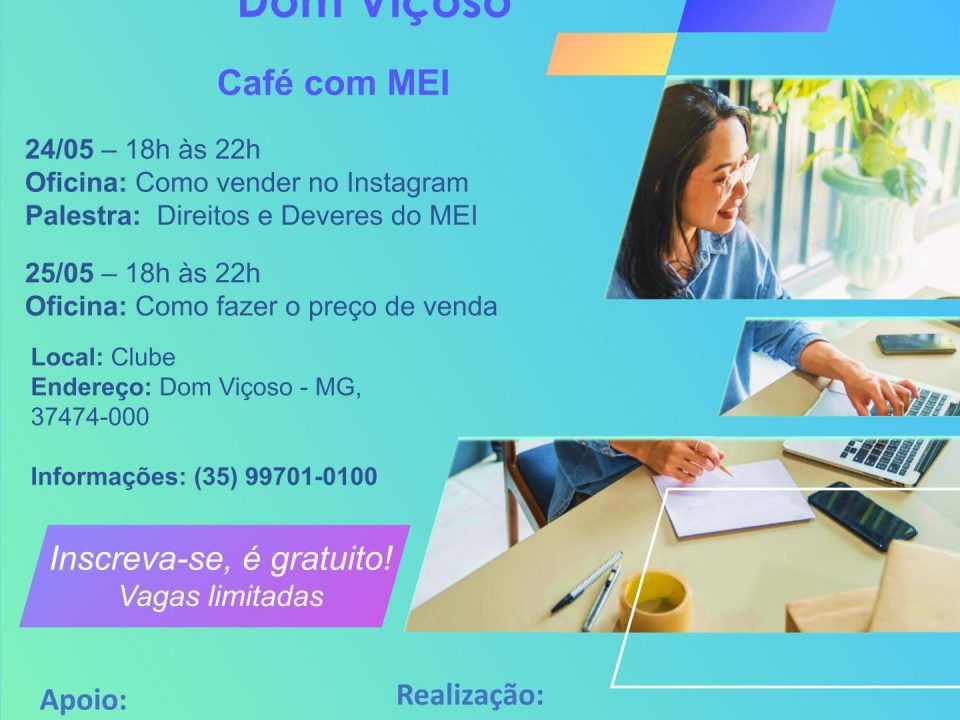 Dom Viçoso
Café com MEI
24/05 – 18h às 22h
Oficina: Como vender no Instagram
Palestra:  Direitos e Deveres do MEI
25/05 – 18h às 22h
Oficina: Como fazer o preço de venda
Local: Clube
Endereço: Dom Viçoso - MG,
37474-000
Informações: (35) 99701-0100
Inscreva-se, é gratuito!
Vagas limitadas
Apoio:
Realização: